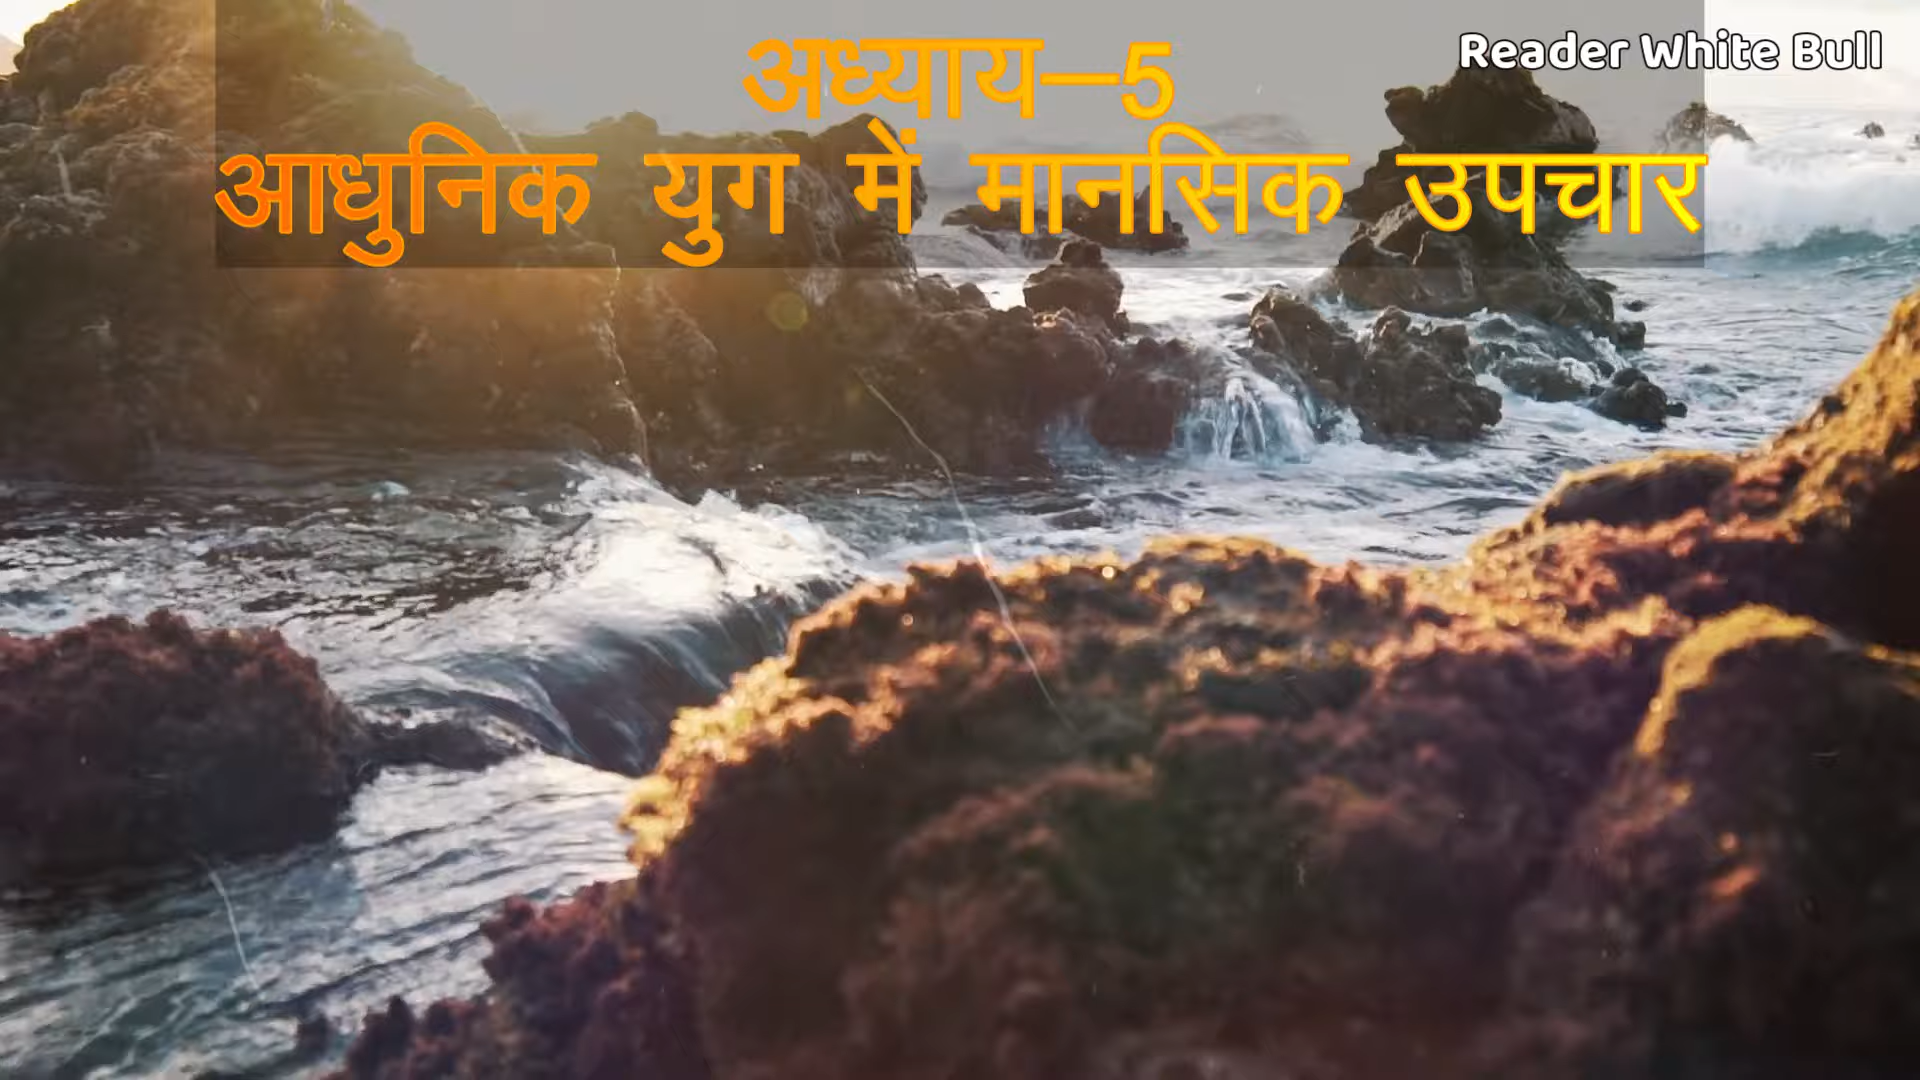 अध्याय—5
Reader White Bull
आधुनिक युग में मानसिक उपचार